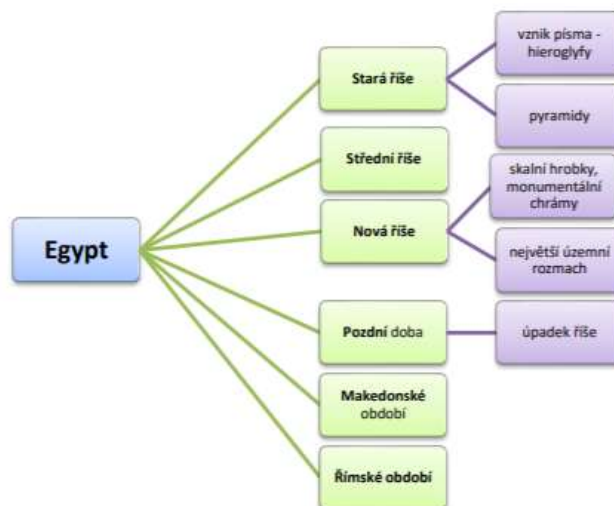 Egypt
Stará říše
vznik písma -
hieroglyfy
pyramidy
Střední říše
Nová říše
skalní hrobky,
monumentální
chrámy
největší územní
rozmach
Pozdní doba
úpadek říše
Makedonské
období
Římské období